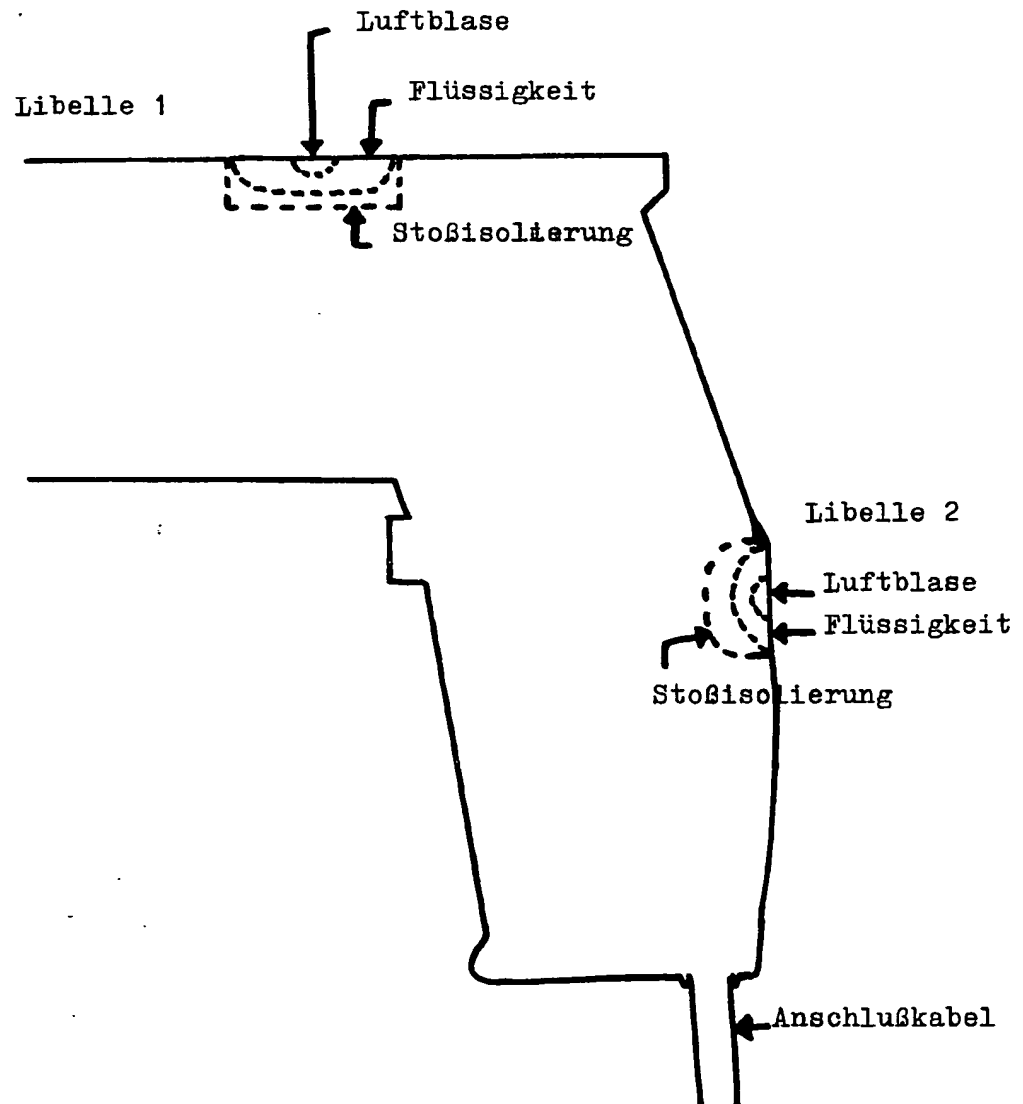 Luftblase
Flüssigkeit
Libelle 1
Stoßisolierung
Libelle 2
Luftblase
Flüssigkeit
Stoßisolierung
Anschlußkabel